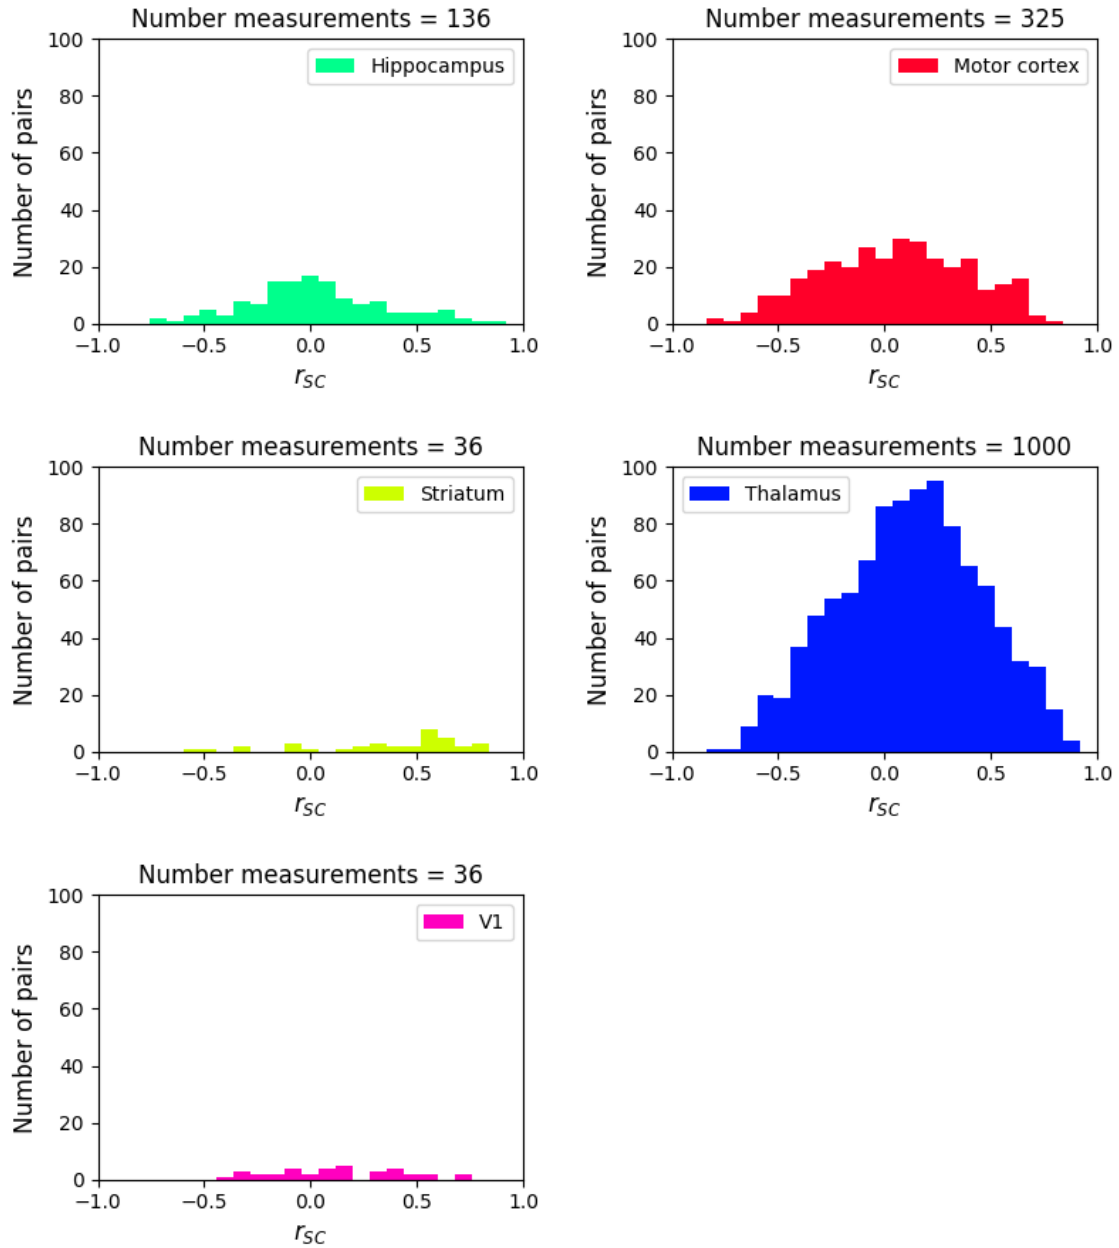 Number measurements = 136
Hippocampus
Number of pairs
100
80
60
40
20
0
−1.0 −0.5 0.0 0.5 1.0
rSC
Number measurements = 325
Motor cortex
Number of pairs
100
80
60
40
20
0
−1.0 −0.5 0.0 0.5 1.0
rSC
Number measurements = 36
Striatum
Number of pairs
100
80
60
40
20
0
−1.0 −0.5 0.0 0.5 1.0
rSC
Number measurements = 1000
Thalamus
Number of pairs
100
80
60
40
20
0
−1.0 −0.5 0.0 0.5 1.0
rSC
Number measurements = 36
V1
Number of pairs
100
80
60
40
20
0
−1.0 −0.5 0.0 0.5 1.0
rSC